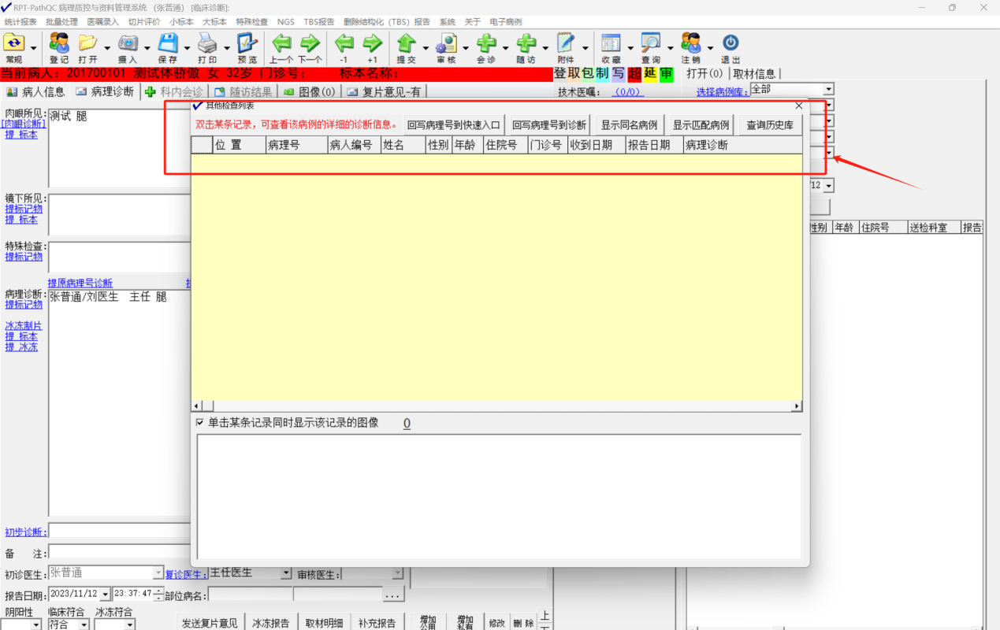 RPT-PathQC 病理质控与资料管理系统 (张普通) [临床诊断]:
统计报表 批量处理 医嘱录入 切片评价 小标本 大标本 特殊检查 NGS TBS报告 删除结构化(TBS)报告 系统 关于 电子病例
常规 登记 打开 摄入 保存 打印 预览 上一个 下一个 -1 +1 提交 审核 会诊 随访 附件 收藏 查询 注销 退出
当前病人: 201700101 测试体骄傲 女 32岁 门诊号: 标本名称: 登取包制写超延审 打开(0) 取材信息
病人信息 病理诊断 科内会诊 随访结果 图像(0) 复片意见-有 技术医嘱: (0/0) 选择病例库: 全部
肉眼所见: 测试 腿
[肉眼诊断]
提 标本
其他检查列表
双击某条记录，可查看该病例的详细的诊断信息。 回写病理号到快速入口 回写病理号到诊断 显示同名病例 显示匹配病例 查询历史库
位 置 病理号 病人编号 姓名 性别 年龄 住院号 门诊号 收到日期 报告日期 病理诊断
/12
镜下所见:
提标记物
提 标本
性别 年龄 住院号 送检科室 报告
特殊检查:
提标记物
提原病理号诊断
病理诊断: 张普通/刘医生 主任 腿
提标记物
冰冻制片
提 标本
提 冰冻
单击某条记录同时显示该记录的图像 0
初步诊断:
备 注:
初诊医生: 张普通 复诊医生: 主任医生 审核医生:
报告日期: 2023/11/12 23:37:47 部位病名: ...
阴阳性 临床符合 冰冻符合
符合 发送复片意见 冰冻报告 取材明细 补充报告 增加公用 增加私有 修改 删除 上